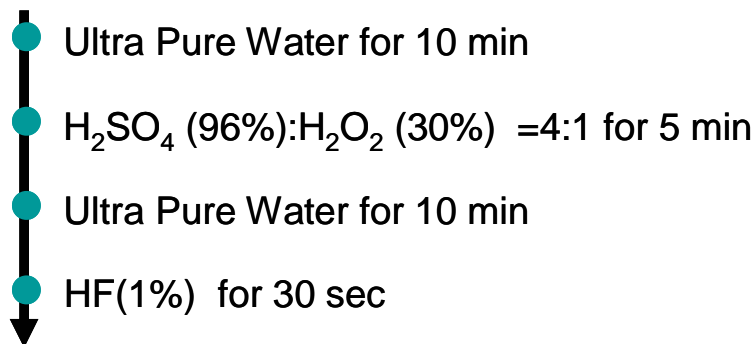 Ultra Pure Water for 10 min
H₂SO₄ (96%):H₂O₂ (30%) =4:1 for 5 min
Ultra Pure Water for 10 min
HF(1%) for 30 sec